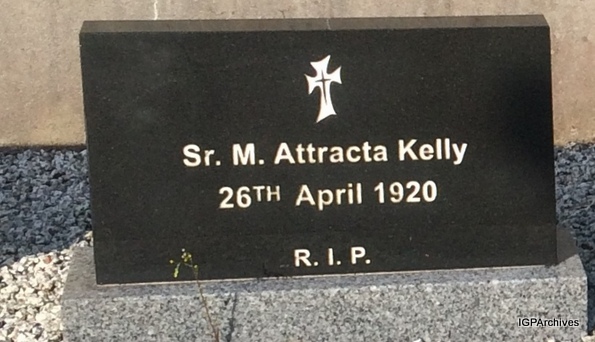 Sr. M. Attracta Kelly
26TH April 1920
R. I. P.
IGPArchives